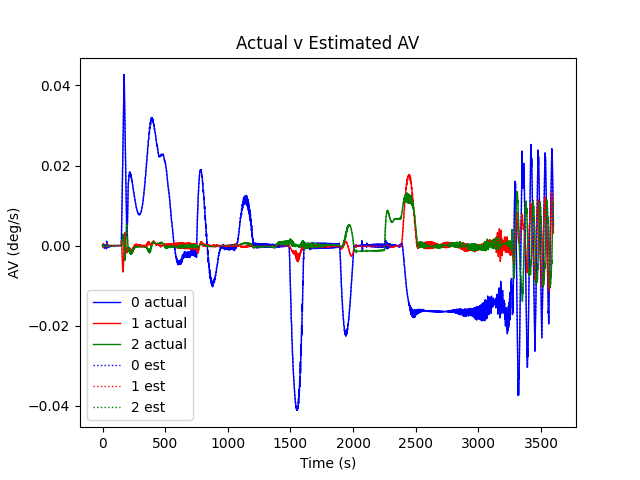 Actual v Estimated AV
AV (deg/s)
0.04
0.02
0.00
−0.02
−0.04
0 actual
1 actual
2 actual
0 est
1 est
2 est
0 500 1000 1500 2000 2500 3000 3500
Time (s)